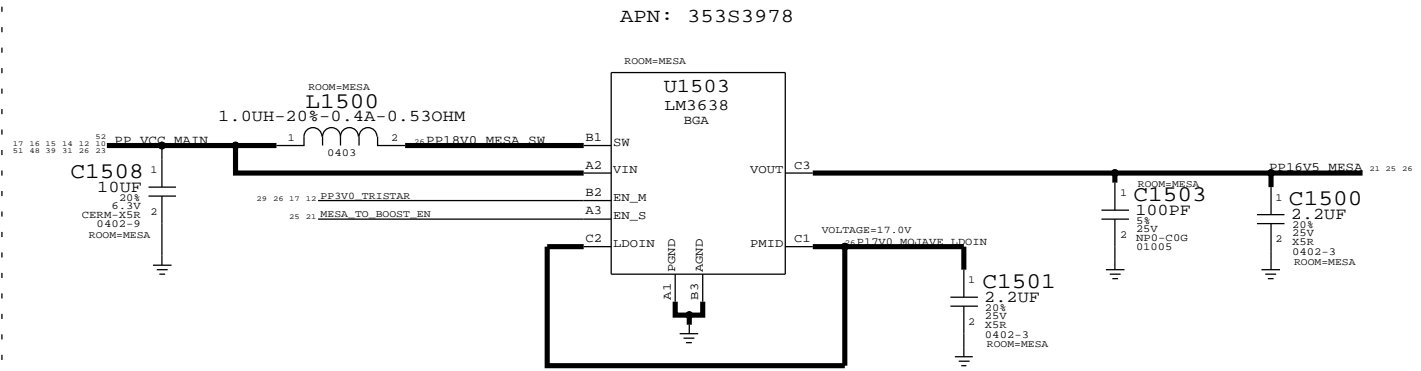 APN: 353S3978
ROOM=MESA
U1503
LM3638
BGA
ROOM=MESA
L1500
1.0UH-20%-0.4A-0.53OHM
1 2
0403
52
17 16 15 14 12 10
51 48 39 31 26 23
PP_VCC_MAIN
26 PP18V0_MESA_SW
B1 SW
A2 VIN
B2 EN_M
A3 EN_S
C2 LDOIN
VOUT C3
PMID C1
PGND
AGND
A1
B3
29 26 17 12 PP3V0_TRISTAR
25 21 MESA_TO_BOOST_EN
C1508
10UF
20%
6.3V
CERM-X5R
0402-9
ROOM=MESA
1
2
PP16V5_MESA 21 25 26
ROOM=MESA
C1503
100PF
5%
25V
NP0-C0G
01005
1
2
C1500
2.2UF
20%
25V
X5R
0402-3
ROOM=MESA
1
2
VOLTAGE=17.0V
26 P17V0_MOJAVE_LDOIN
C1501
2.2UF
20%
25V
X5R
0402-3
ROOM=MESA
1
2